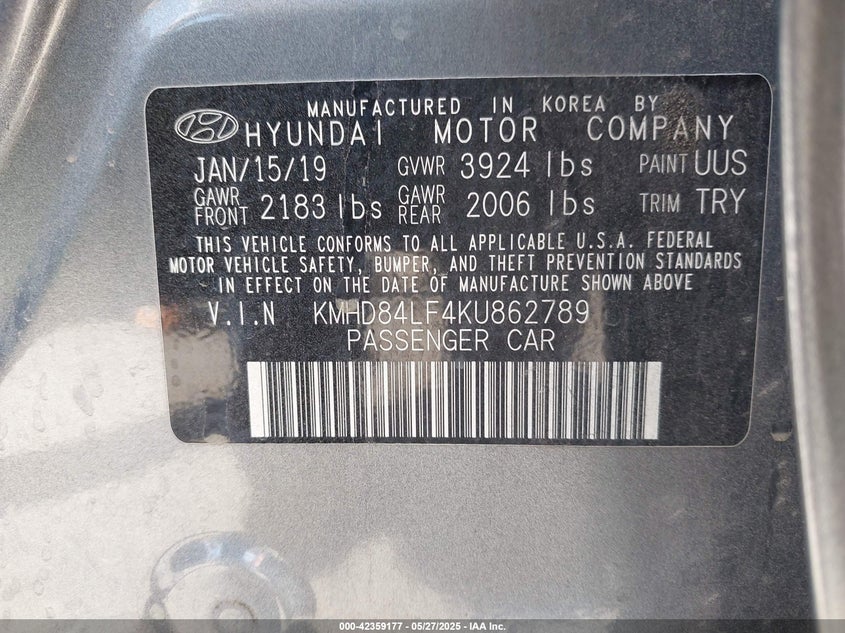 MANUFACTURED IN KOREA BY
HYUNDAI MOTOR COMPANY
JAN/15/19 GVWR 3924 lbs PAINT UUS
GAWR FRONT 2183 lbs GAWR REAR 2006 lbs TRIM TRY
THIS VEHICLE CONFORMS TO ALL APPLICABLE U.S.A. FEDERAL
MOTOR VEHICLE SAFETY, BUMPER, AND THEFT PREVENTION STANDARDS
IN EFFECT ON THE DATE OF MANUFACTURE SHOWN ABOVE
V.I.N KMHD84LF4KU862789
PASSENGER CAR
000-42359177 - 05/27/2025 - IAA Inc.